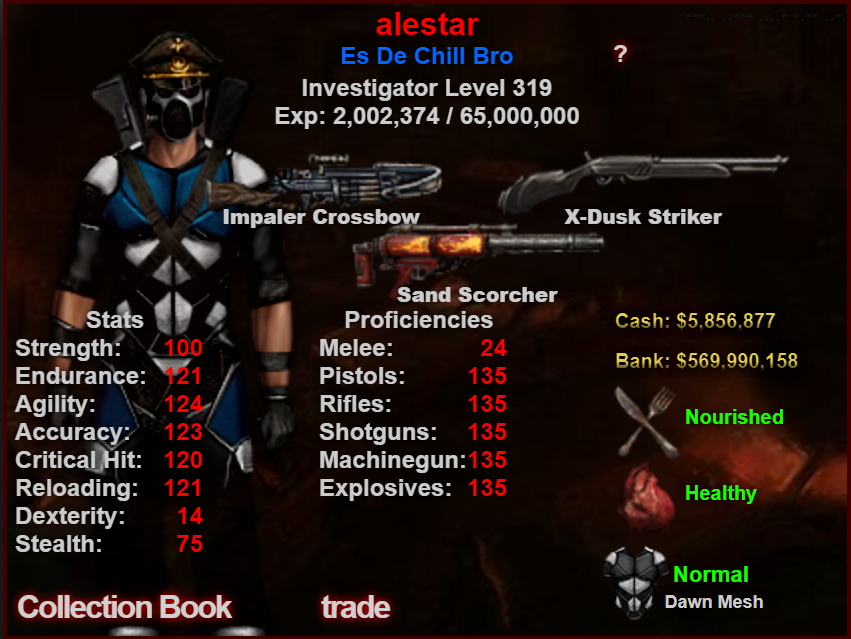 alestar
Es De Chill Bro
?
Investigator Level 319
Exp: 2,002,374 / 65,000,000
Impaler Crossbow
X-Dusk Striker
Sand Scorcher
Stats
Strength: 100
Endurance: 121
Agility: 124
Accuracy: 123
Critical Hit: 120
Reloading: 121
Dexterity: 14
Stealth: 75
Proficiencies
Melee: 24
Pistols: 135
Rifles: 135
Shotguns: 135
Machinegun: 135
Explosives: 135
Cash: $5,856,877
Bank: $569,990,158
Nourished
Healthy
Normal
Dawn Mesh
Collection Book
trade